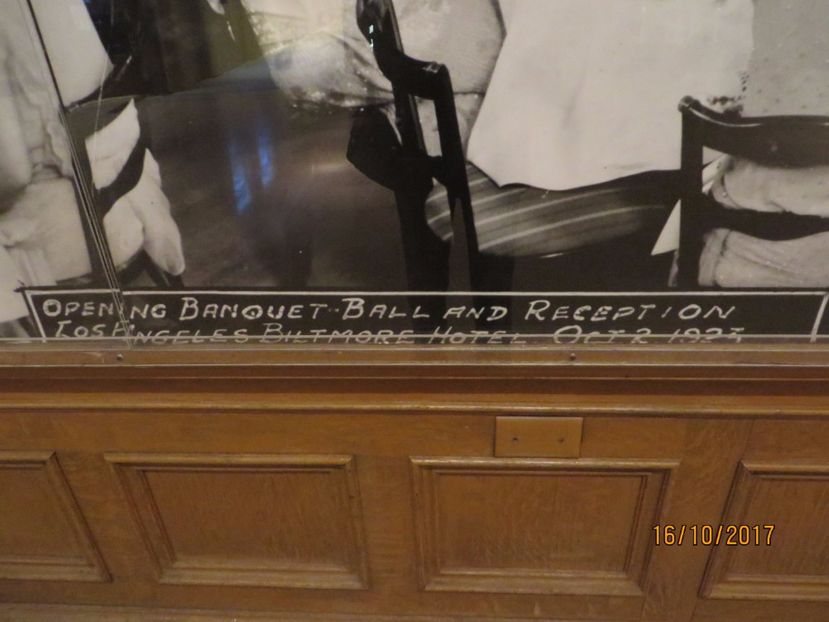 OPENING BANQUET BALL AND RECEPTION
LOS ANGELES BILTMORE HOTEL OCT 2 1923
16/10/2017